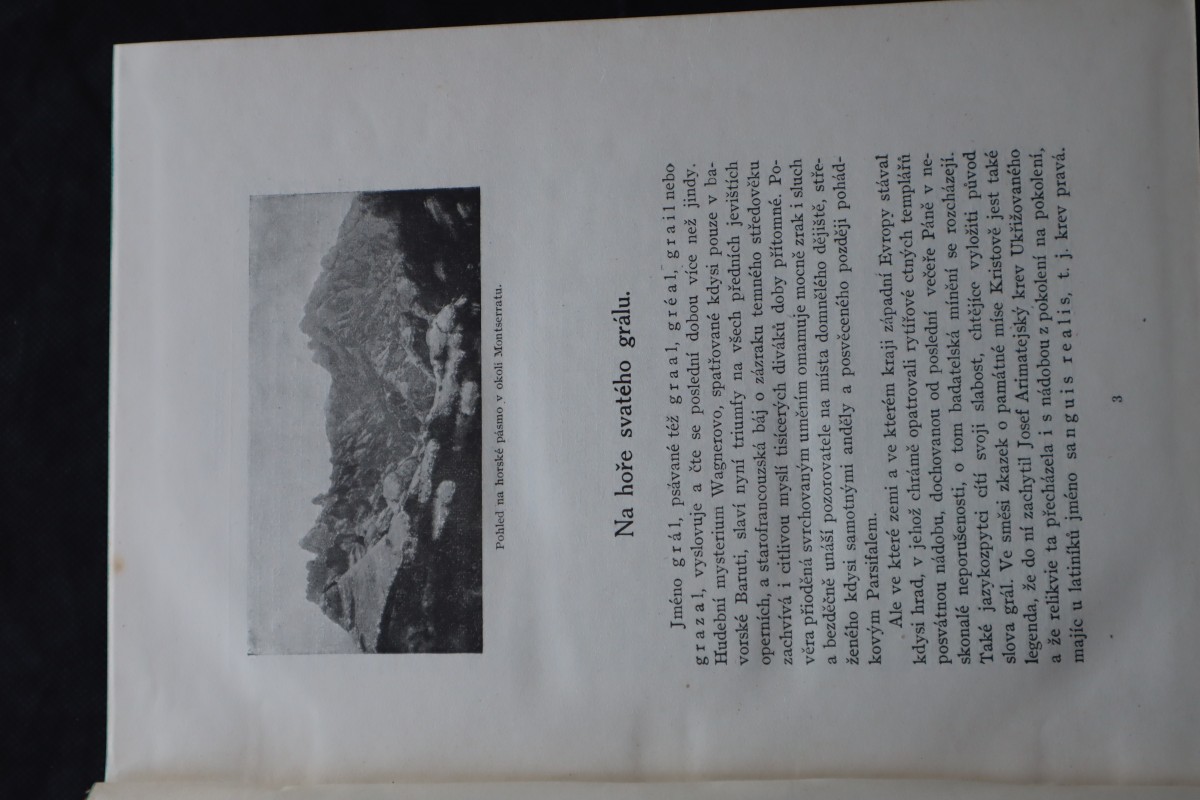 Pohled na horské pásmo v okolí Montserratu.
Na hoře svatého grálu.
Jméno grál, psávané též graal, gréal, grail nebo
grazal, vyslovuje a čte se poslední dobou více než jindy.
Hudební mysterium Wagnerovo, spatřované kdysi pouze v ba-
vorské Baruti, slaví nyní triumfy na všech předních jevištích
operních, a starofrancouzská báj o zázraku temného středověku
zachvívá i citlivou myslí tisícerých diváků doby přítomné. Po-
věra přioděná svrchovaným uměním omamuje mocně zrak i sluch
a bezděčně unáší pozorovatele na místa domnělého dějiště, stře-
ženého kdysi samotnými anděly a posvěceného později pohád-
kovým Parsifalem.
Ale ve které zemi a ve kterém kraji západní Evropy stával
kdysi hrad, v jehož chrámě opatrovali rytířové ctných templářů
posvátnou nádobu, dochovanou od poslední večeře Páně v ne-
skonalé neporušenosti, o tom badatelská mínění se rozcházejí.
Také jazykozpytci cítí svoji slabost, chtějíce vyložiti původ
slova grál. Ve směsi zkazek o památné míse Kristově jest také
legenda, že do ní zachytil Josef Arimatejský krev Ukřižovaného
a že relikvie ta přecházela i s nádobou z pokolení na pokolení,
majíc u latiníků jméno sanguis realis, t. j. krev pravá.
3